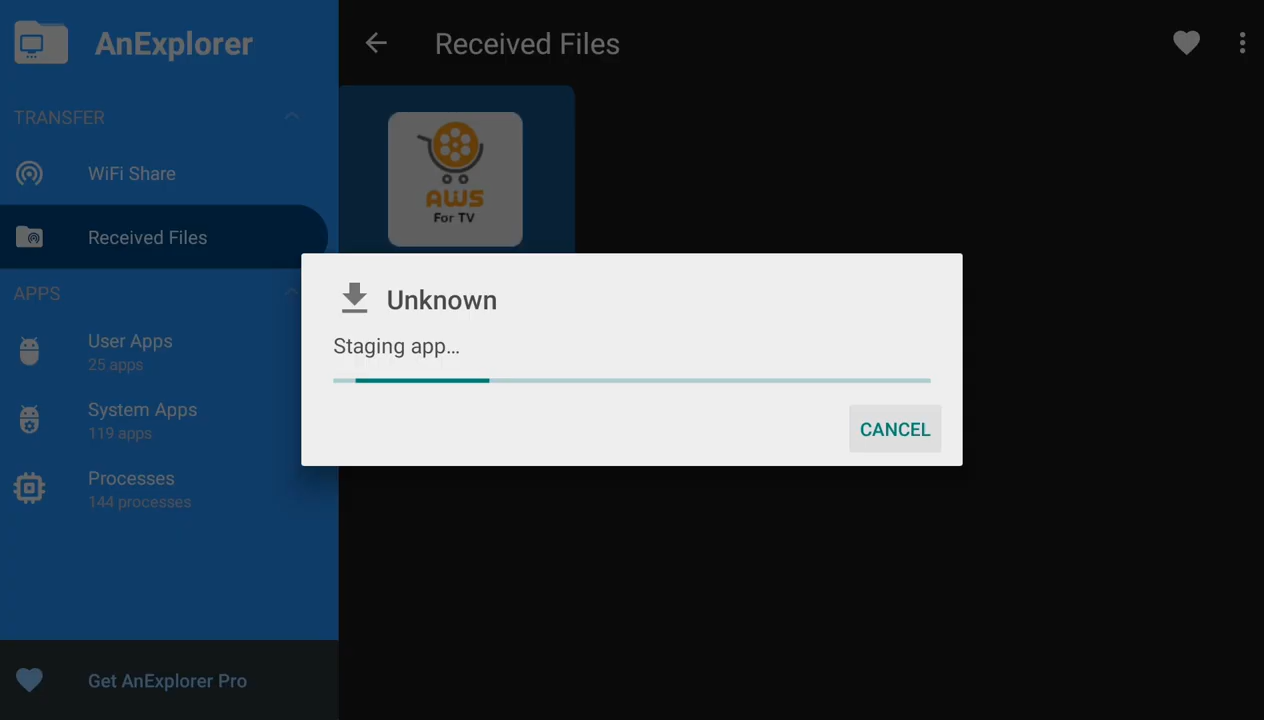 AnExplorer
Received Files
TRANSFER
WiFi Share
Received Files
APPS
User Apps
25 apps
System Apps
119 apps
Processes
144 processes
Get AnExplorer Pro
AWS
For TV
Unknown
Staging app...
CANCEL